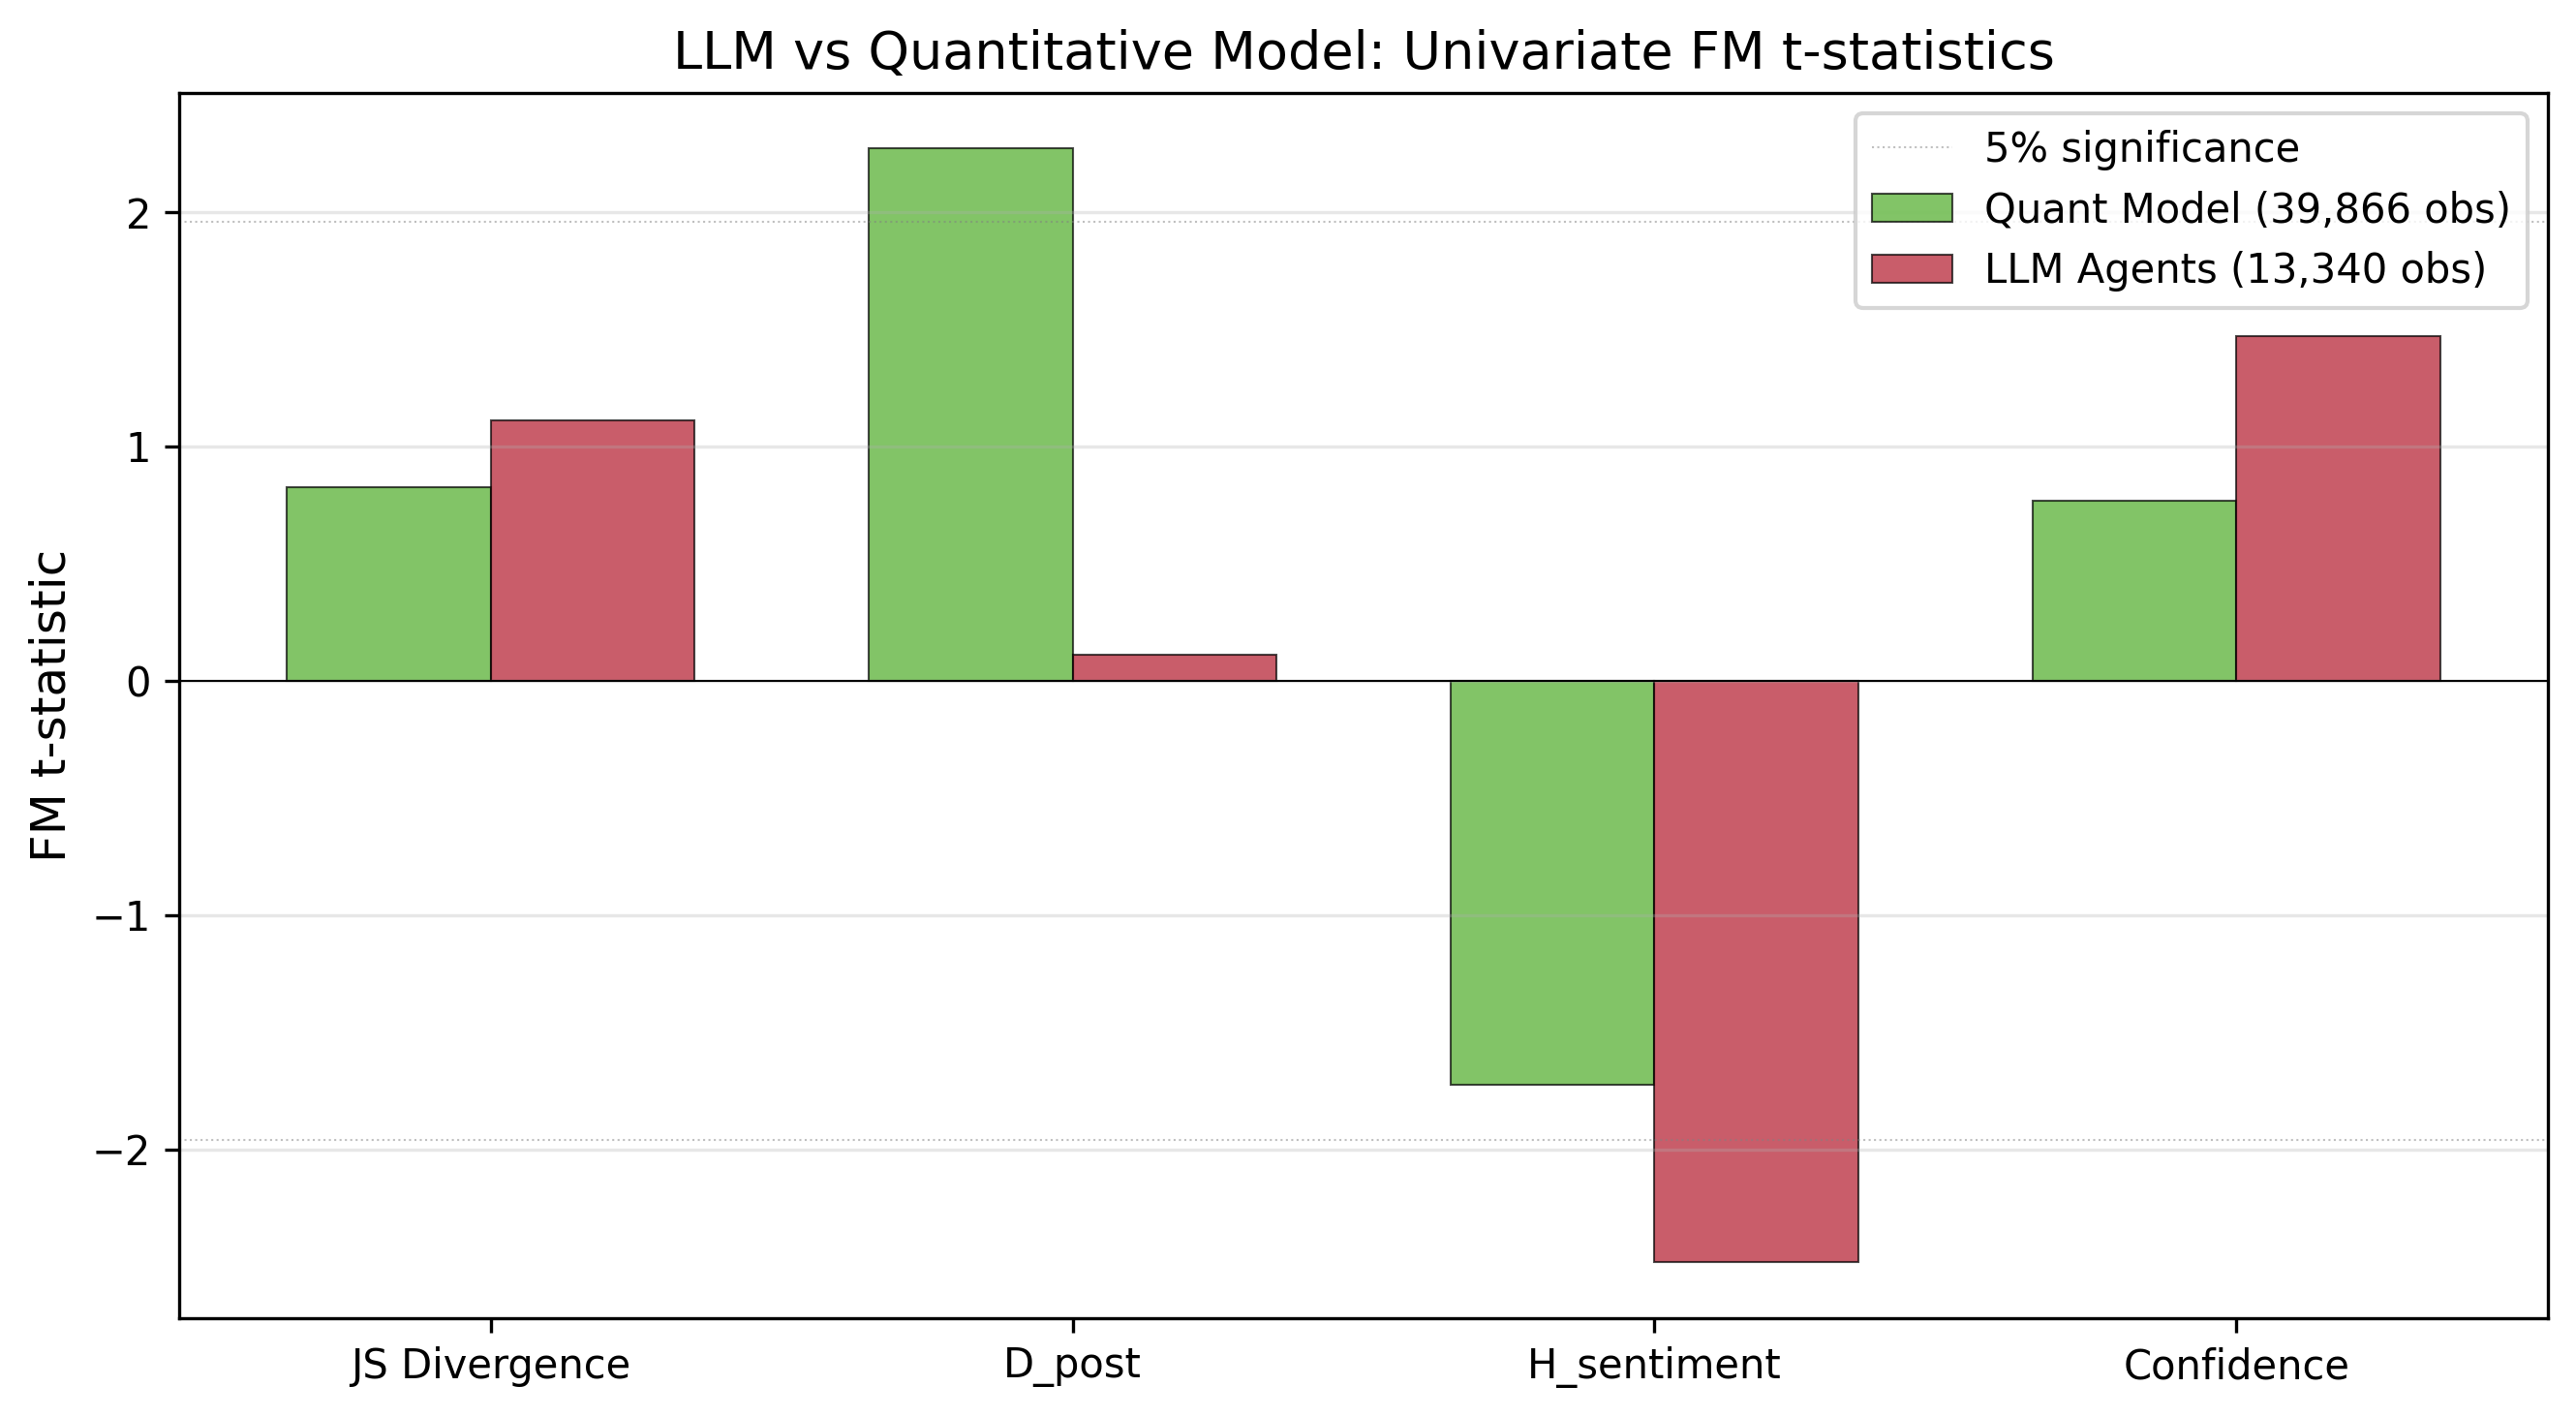 LLM vs Quantitative Model: Univariate FM t-statistics
5% significance
Quant Model (39,866 obs)
LLM Agents (13,340 obs)
FM t-statistic
2
1
0
−1
−2
JS Divergence
D_post
H_sentiment
Confidence